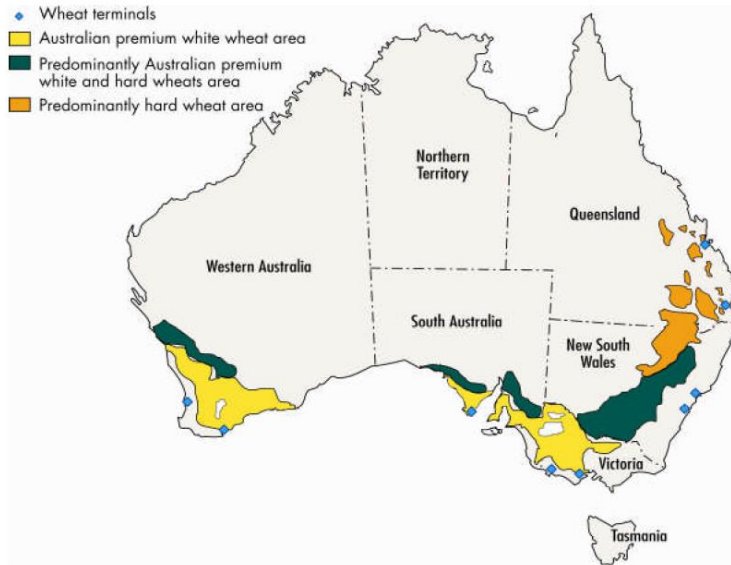 Wheat terminals
Australian premium white wheat area
Predominantly Australian premium
white and hard wheats area
Predominantly hard wheat area
Northern
Territory
Queensland
Western Australia
South Australia
New South
Wales
Victoria
Tasmania